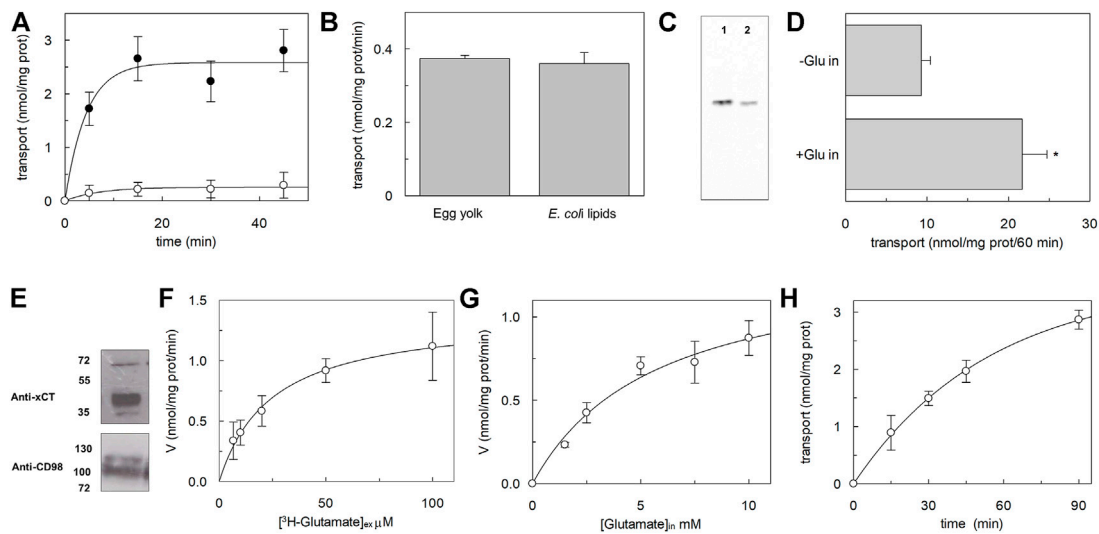 A
transport (nmol/mg prot)
3
2
1
0
0
20
40
time (min)
B
transport (nmol/mg prot/min)
0.4
0.2
0
Egg yolk
E. coli lipids
C
1 2
D
-Glu in
+Glu in
*
0
10
20
30
transport (nmol/mg prot/60 min)
E
72
55
Anti-xCT
35
130
Anti-CD98
100
72
F
V (nmol/mg prot/min)
1.5
1.0
0.5
0.0
0
50
100
[³H-Glutamate]ex µM
G
V (nmol/mg prot/min)
1.0
0.5
0.0
0
5
10
[Glutamate]in mM
H
transport (nmol/mg prot)
3
2
1
0
0
30
60
90
time (min)